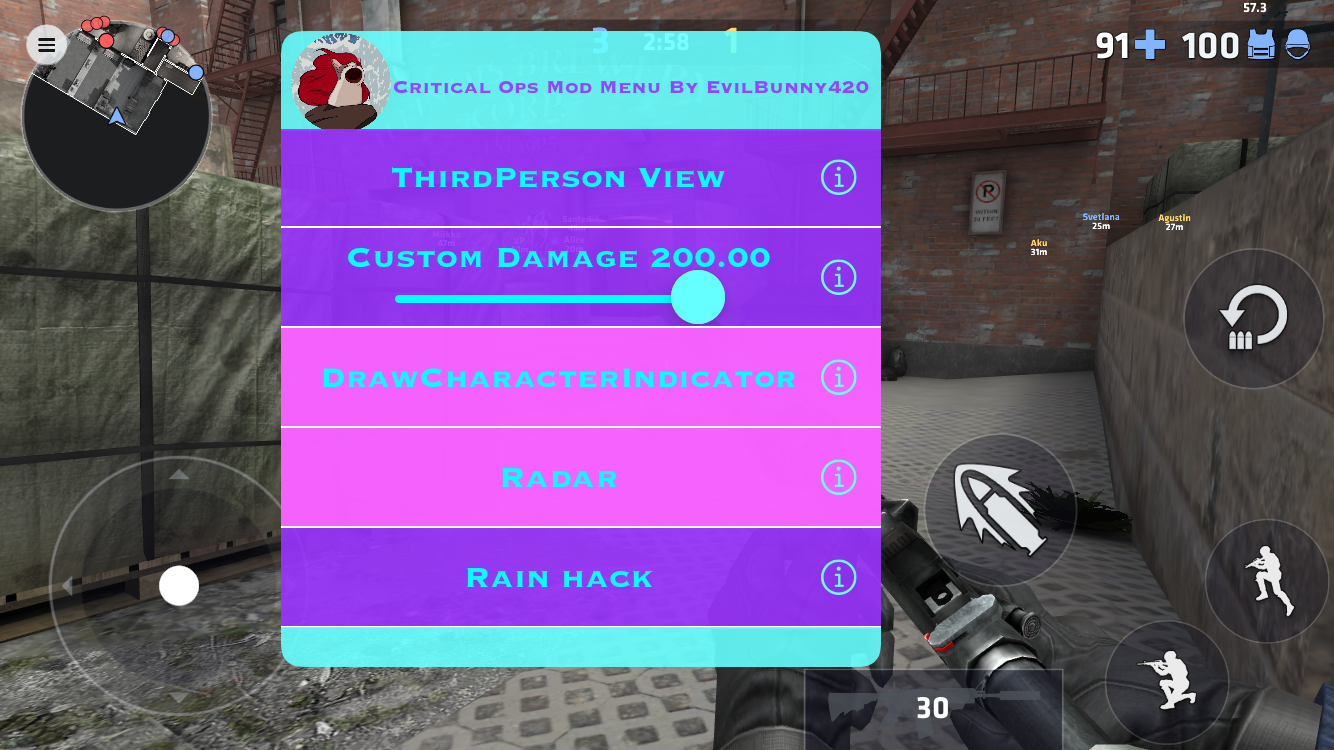 57.3
91 100
3 2:58 1
Critical Ops Mod Menu By EvilBunny420
ThirdPerson View
WITHIN
Svetlana
25m
Agustin
27m
Aku
31m
Custom Damage 200.00
DrawCharacterIndicator
Radar
Rain hack
30